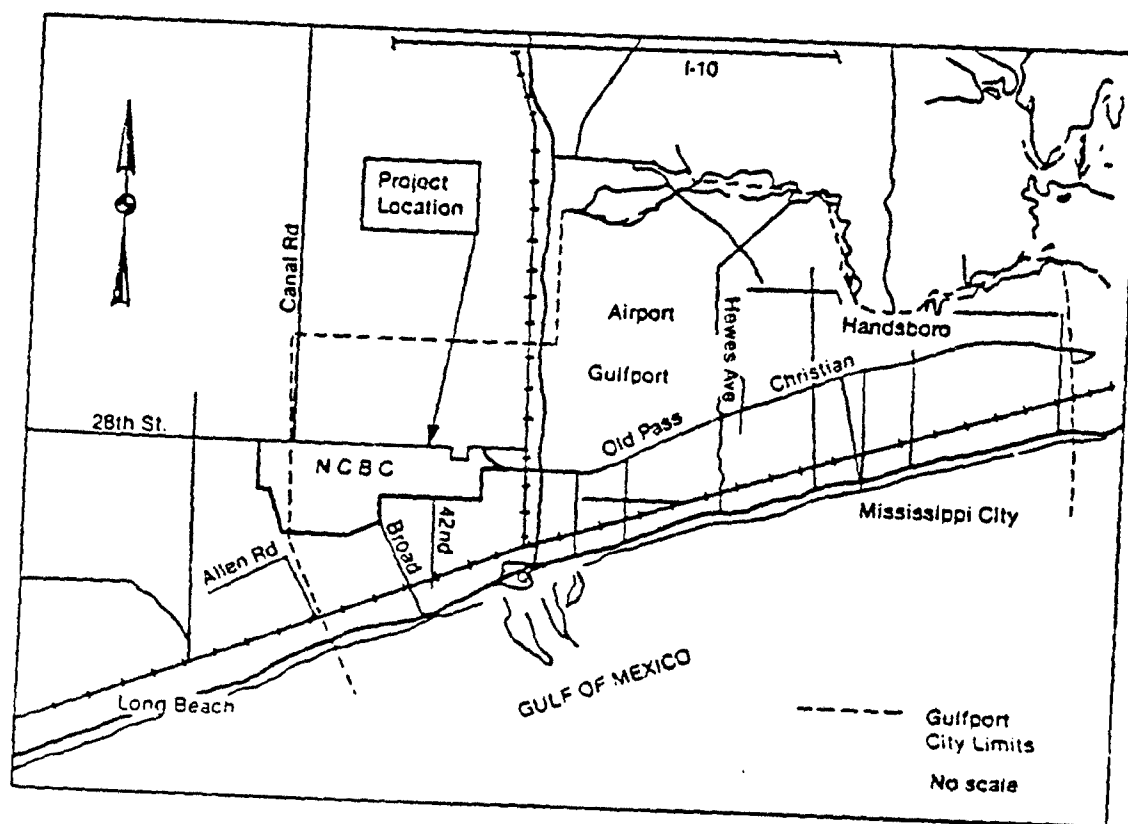 I-10
Project
Location
Canal Rd
Airport
Hewes Ave
Handsboro
Gulfport
Christian
Old Pass
28th St.
NCBC
42nd
Broad
Allen Rd
Mississippi City
GULF OF MEXICO
Long Beach
Gulfport
City Limits
No scale